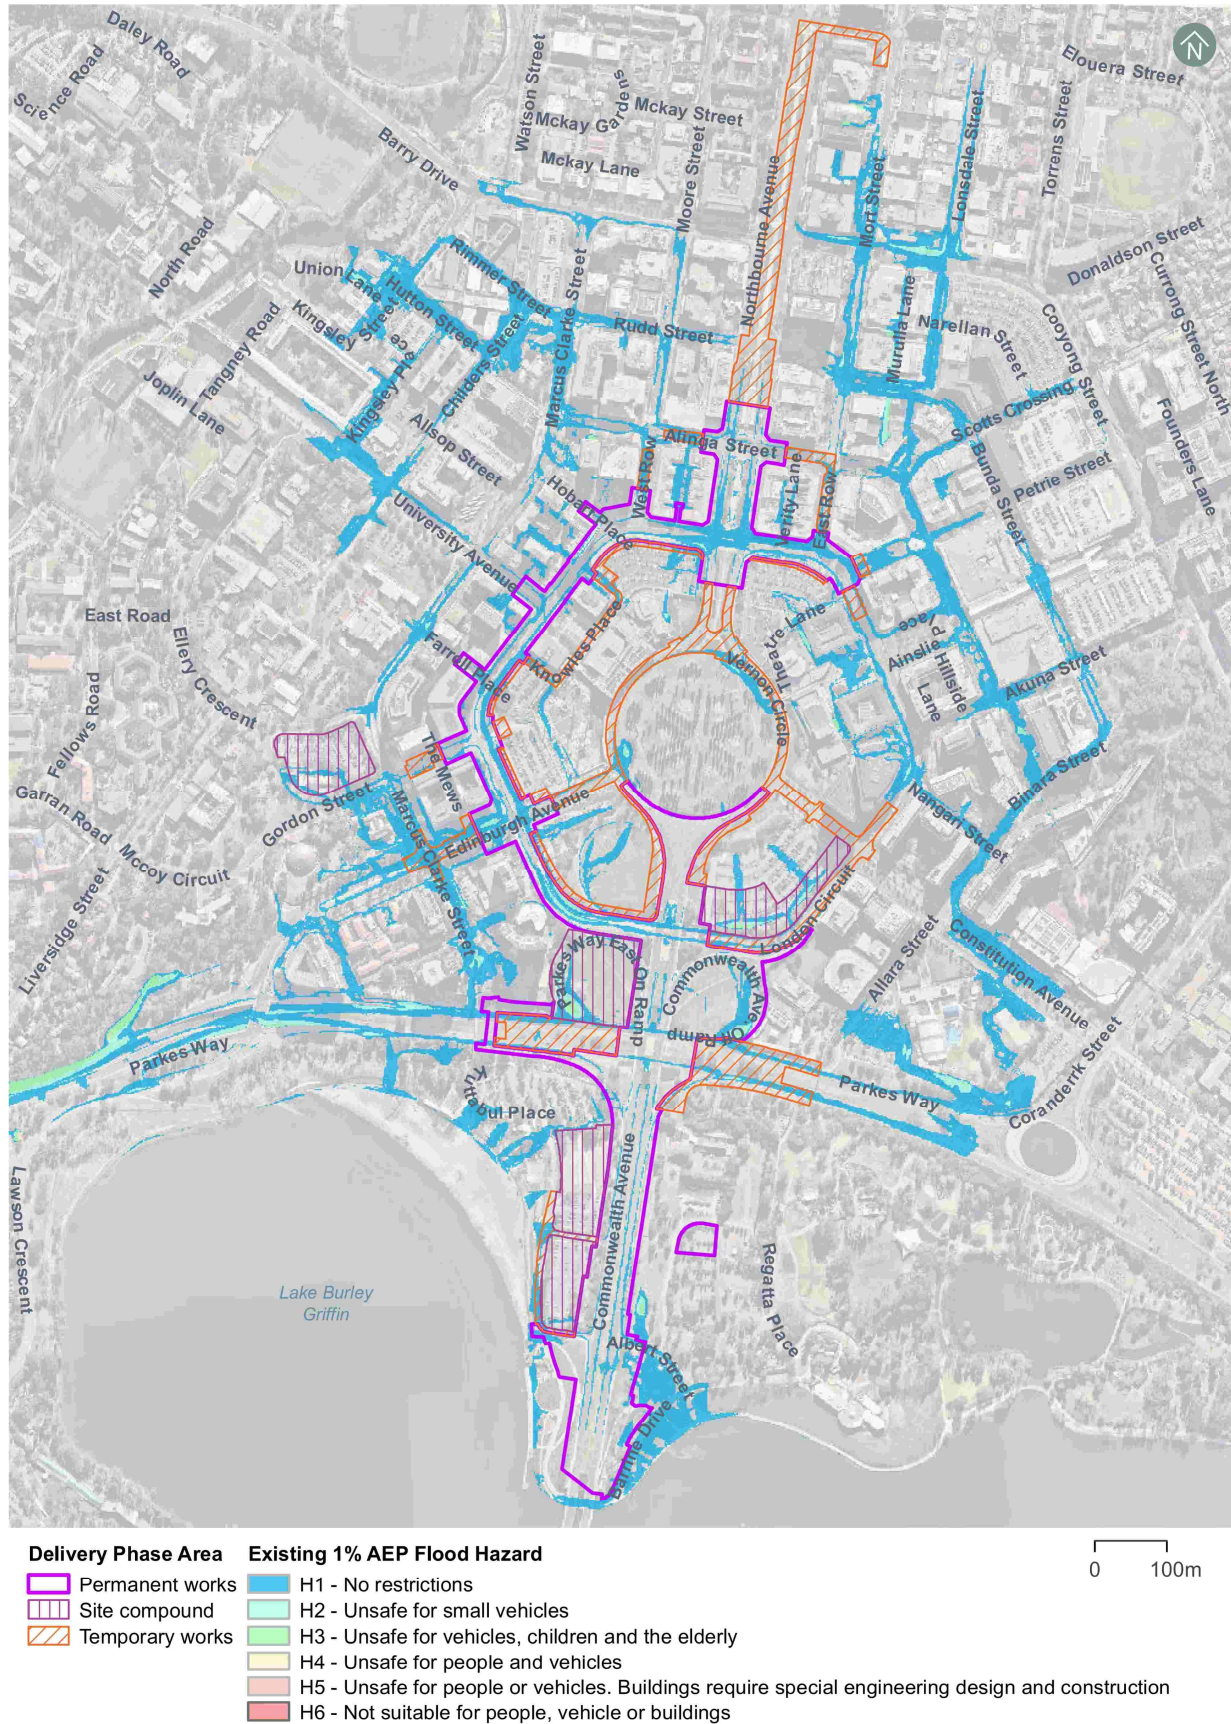 N
Daley Road
Science Road
Elouera Street
Watson Street
Mckay Gardens
Mckay Street
Mckay Lane
Moore Street
Barry Drive
Northbourne Avenue
Mort Street
Lonsdale Street
Torrens Street
North Road
Donaldson Street
Currong Street North
Union Lane
Rimmer Street
Hutton Street
Kingsley Street
Marcus Clarke Street
Rudd Street
Murulla Lane
Narellan Street
Cooyong Street
Tangney Road
Joplin Lane
Kingsley Place
Childers Street
Allsop Street
Scotts Crossing
Founders Lane
Alinga Street
West Row
Verity Lane
East Row
Bunda Street
Petrie Street
Hobart Place
University Avenue
East Road
Ellery Crescent
Farrell Place
Knowles Place
Theatre Lane
Vernon Circle
Ainslie Place
Hillside Lane
Akuna Street
Fellows Road
The Mews
Binara Street
Garran Road
Gordon Street
Marcus Clarke Street
Edinburgh Avenue
Nangari Street
Mccoy Circuit
London Circuit
Liversidge Street
Parkes Way East On Ramp
Commonwealth Ave Off Ramp
Allara Street
Constitution Avenue
Parkes Way
Parkes Way
Kuttabul Place
Coranderrk Street
Lawson Crescent
Commonwealth Avenue
Regatta Place
Lake Burley
Griffin
Albert Street
Barrine Drive
Delivery Phase Area
Permanent works
Site compound
Temporary works
Existing 1% AEP Flood Hazard
H1 - No restrictions
H2 - Unsafe for small vehicles
H3 - Unsafe for vehicles, children and the elderly
H4 - Unsafe for people and vehicles
H5 - Unsafe for people or vehicles. Buildings require special engineering design and construction
H6 - Not suitable for people, vehicle or buildings
0 100m